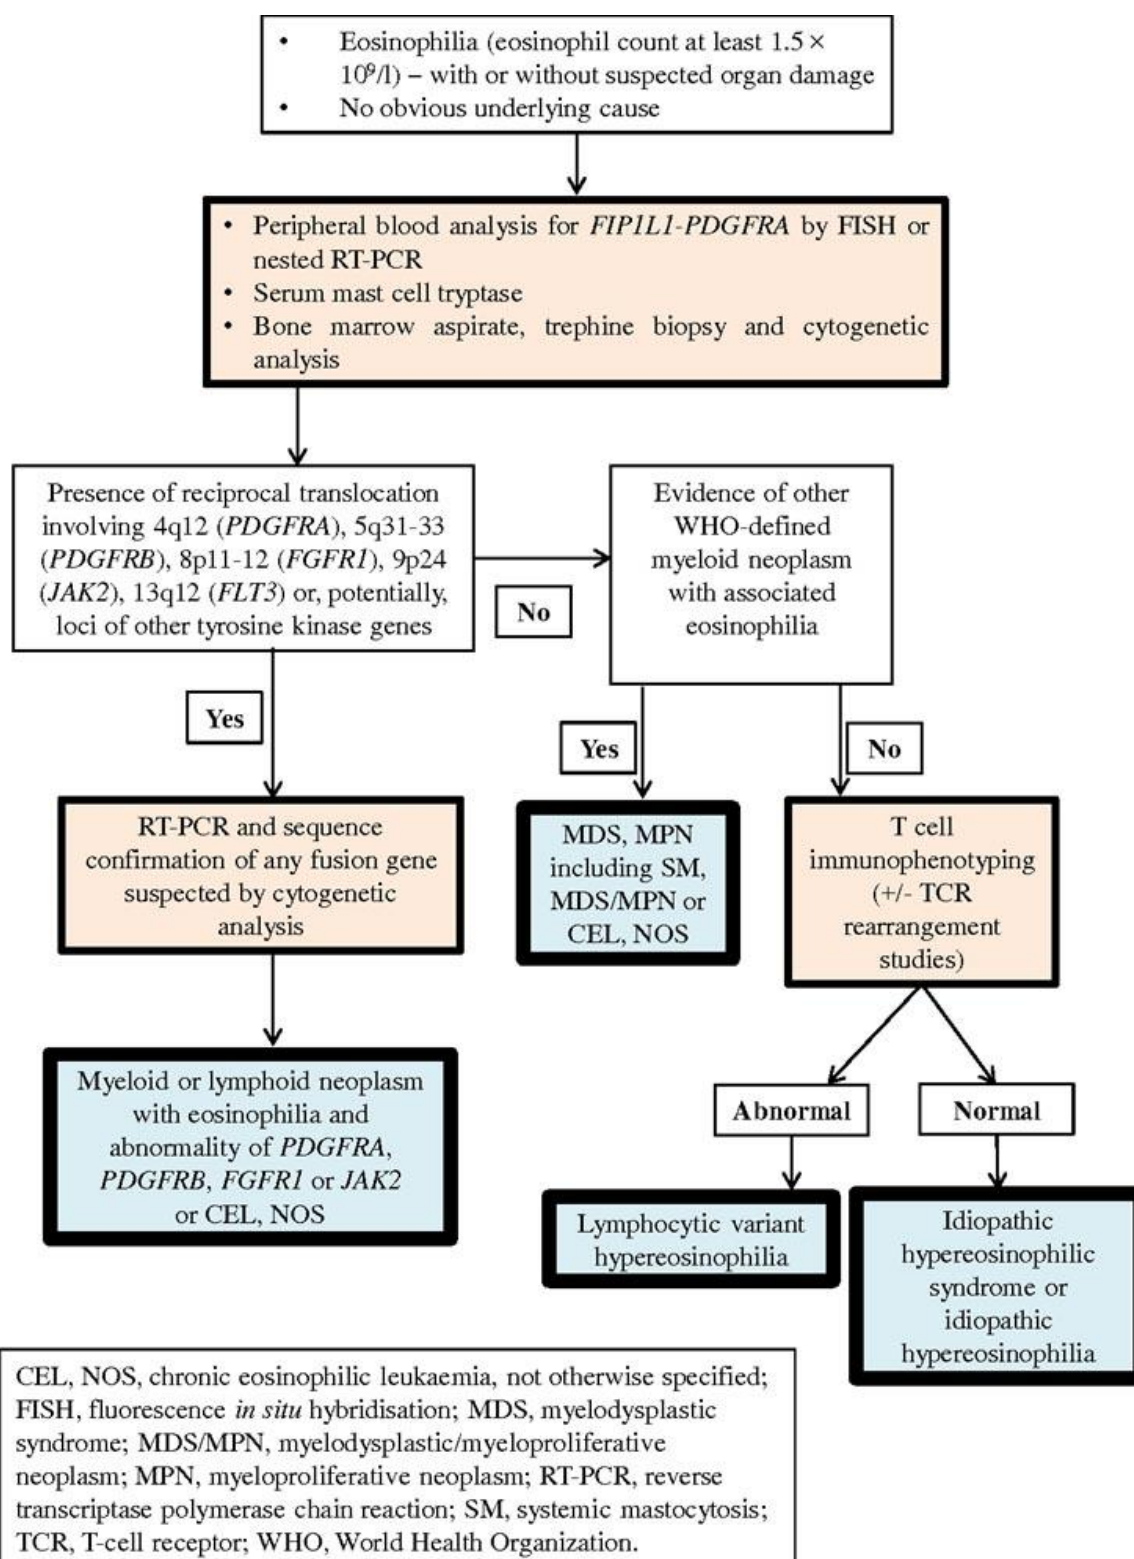 • Eosinophilia (eosinophil count at least 1.5 ×
10⁹/l) – with or without suspected organ damage
• No obvious underlying cause
• Peripheral blood analysis for FIP1L1-PDGFRA by FISH or
nested RT-PCR
• Serum mast cell tryptase
• Bone marrow aspirate, trephine biopsy and cytogenetic
analysis
Presence of reciprocal translocation
involving 4q12 (PDGFRA), 5q31-33
(PDGFRB), 8p11-12 (FGFR1), 9p24
(JAK2), 13q12 (FLT3) or, potentially,
loci of other tyrosine kinase genes
No
Evidence of other
WHO-defined
myeloid neoplasm
with associated
eosinophilia
Yes
Yes
No
RT-PCR and sequence
confirmation of any fusion gene
suspected by cytogenetic
analysis
MDS, MPN
including SM,
MDS/MPN or
CEL, NOS
T cell
immunophenotyping
(+/- TCR
rearrangement
studies)
Myeloid or lymphoid neoplasm
with eosinophilia and
abnormality of PDGFRA,
PDGFRB, FGFR1 or JAK2
or CEL, NOS
Abnormal
Normal
Lymphocytic variant
hypereosinophilia
Idiopathic
hypereosinophilic
syndrome or
idiopathic
hypereosinophilia
CEL, NOS, chronic eosinophilic leukaemia, not otherwise specified;
FISH, fluorescence in situ hybridisation; MDS, myelodysplastic
syndrome; MDS/MPN, myelodysplastic/myeloproliferative
neoplasm; MPN, myeloproliferative neoplasm; RT-PCR, reverse
transcriptase polymerase chain reaction; SM, systemic mastocytosis;
TCR, T-cell receptor; WHO, World Health Organization.